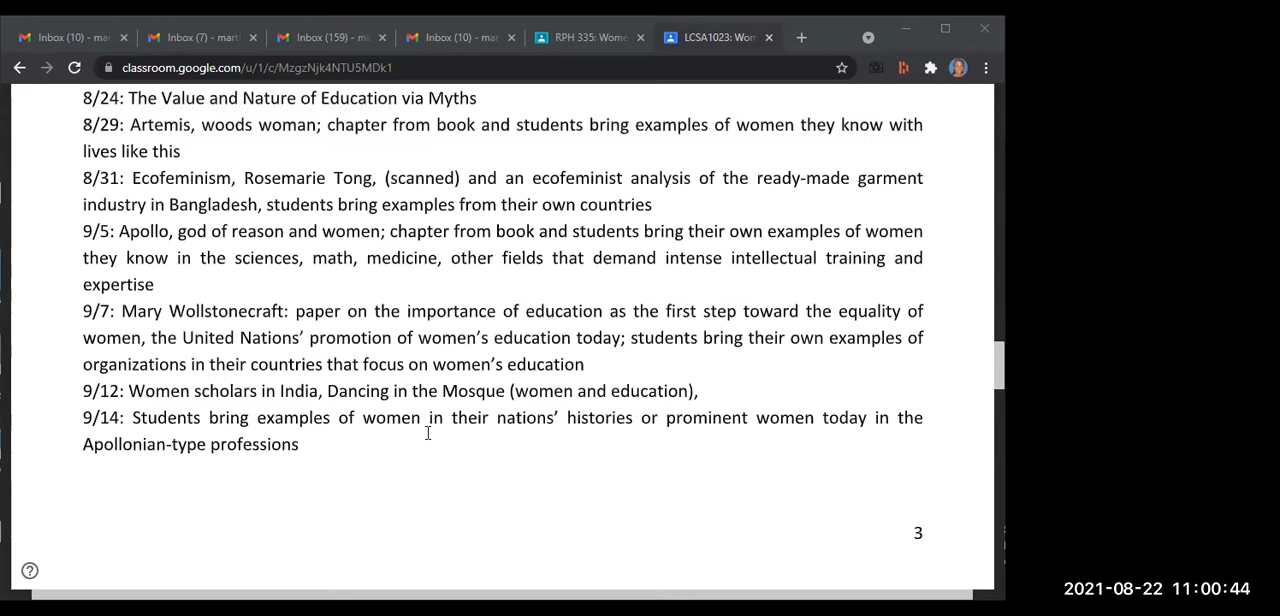 Inbox (10) - mar
Inbox (7) - mart
Inbox (159) - m
Inbox (10) - mar
RPH 335: Wome
LCSA1023: Wom
classroom.google.com/u/1/c/MzgzNjk4NTU5MDk1
8/24: The Value and Nature of Education via Myths
8/29: Artemis, woods woman; chapter from book and students bring examples of women they know with
lives like this
8/31: Ecofeminism, Rosemarie Tong, (scanned) and an ecofeminist analysis of the ready-made garment
industry in Bangladesh, students bring examples from their own countries
9/5: Apollo, god of reason and women; chapter from book and students bring their own examples of women
they know in the sciences, math, medicine, other fields that demand intense intellectual training and
expertise
9/7: Mary Wollstonecraft: paper on the importance of education as the first step toward the equality of
women, the United Nations’ promotion of women’s education today; students bring their own examples of
organizations in their countries that focus on women’s education
9/12: Women scholars in India, Dancing in the Mosque (women and education),
9/14: Students bring examples of women in their nations’ histories or prominent women today in the
Apollonian-type professions
3
2021-08-22 11:00:44